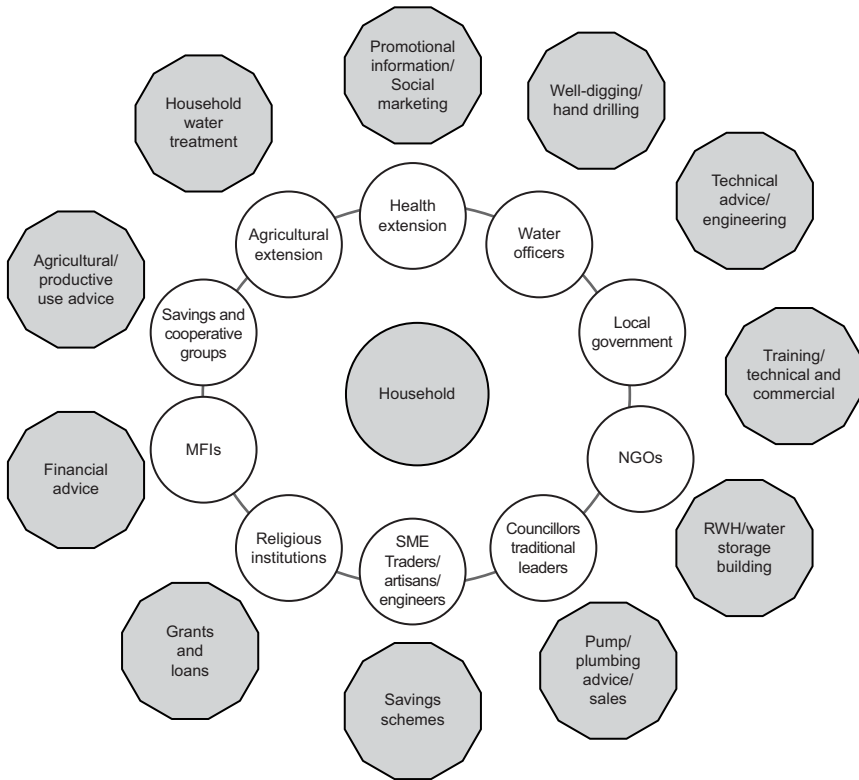 Promotional
information/
Social
marketing
Well-digging/
hand drilling
Household
water
treatment
Technical
advice/
engineering
Health
extension
Agricultural
extension
Water
officers
Agricultural/
productive
use advice
Savings and
cooperative
groups
Local
government
Training/
technical and
commercial
Household
MFIs
NGOs
Financial
advice
Religious
institutions
SME
Traders/
artisans/
engineers
Councillors
traditional
leaders
RWH/water
storage
building
Grants
and
loans
Savings
schemes
Pump/
plumbing
advice/
sales